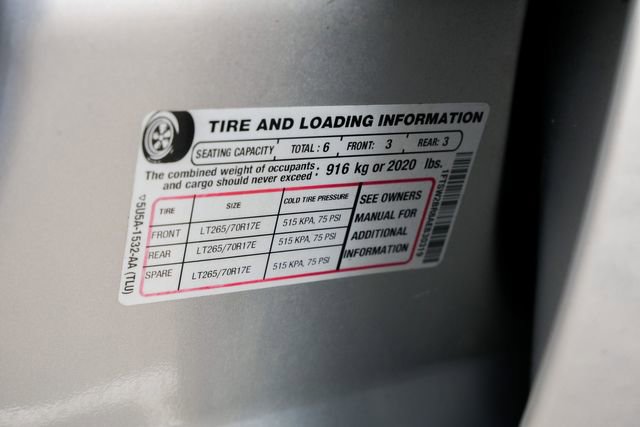 TIRE AND LOADING INFORMATION
SEATING CAPACITY TOTAL: 6 FRONT: 3 REAR: 3
The combined weight of occupants and cargo should never exceed: 916 kg or 2020 lbs.
TIRE SIZE COLD TIRE PRESSURE
FRONT LT265/70R17E 515 KPA, 75 PSI
REAR LT265/70R17E 515 KPA, 75 PSI
SPARE LT265/70R17E 515 KPA, 75 PSI
SEE OWNERS
MANUAL FOR
ADDITIONAL
INFORMATION
5U5A-1532-AA (TLU)